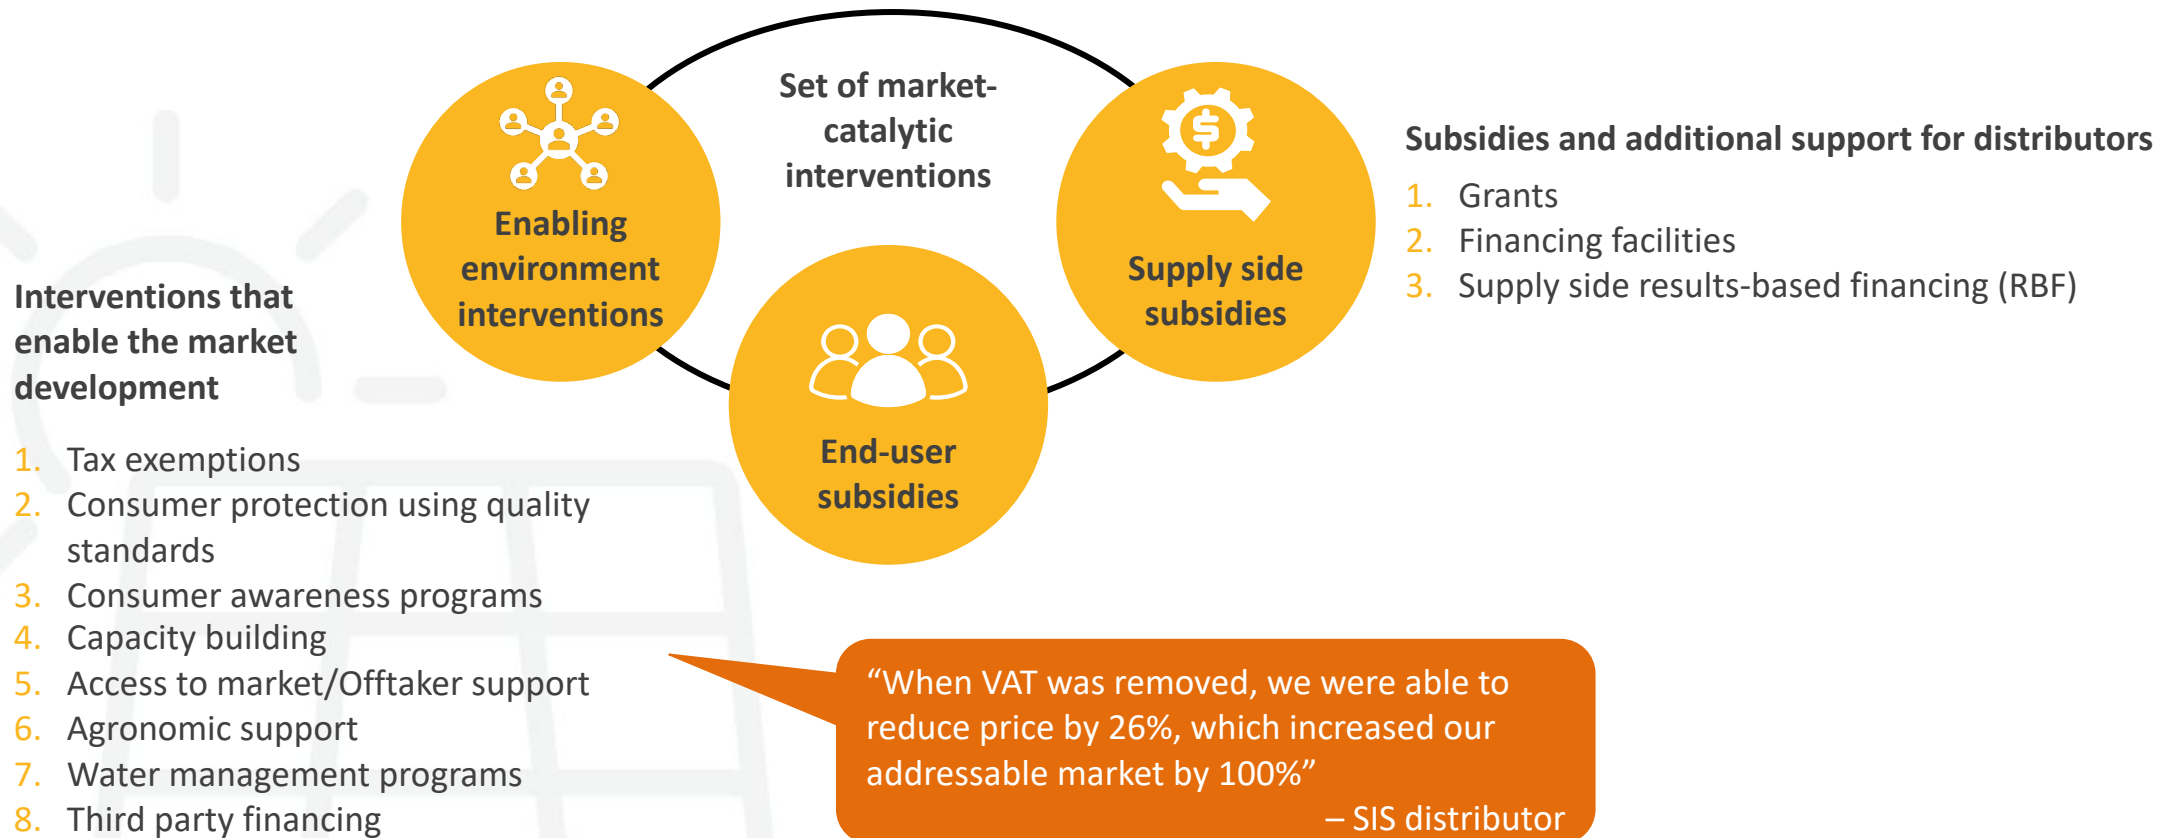 Set of market-
catalytic
interventions
Enabling
environment
interventions
Supply side
subsidies
End-user
subsidies
Subsidies and additional support for distributors
1. Grants
2. Financing facilities
3. Supply side results-based financing (RBF)
Interventions that
enable the market
development
1. Tax exemptions
2. Consumer protection using quality
standards
3. Consumer awareness programs
4. Capacity building
5. Access to market/Offtaker support
6. Agronomic support
7. Water management programs
8. Third party financing
“When VAT was removed, we were able to
reduce price by 26%, which increased our
addressable market by 100%”
– SIS distributor